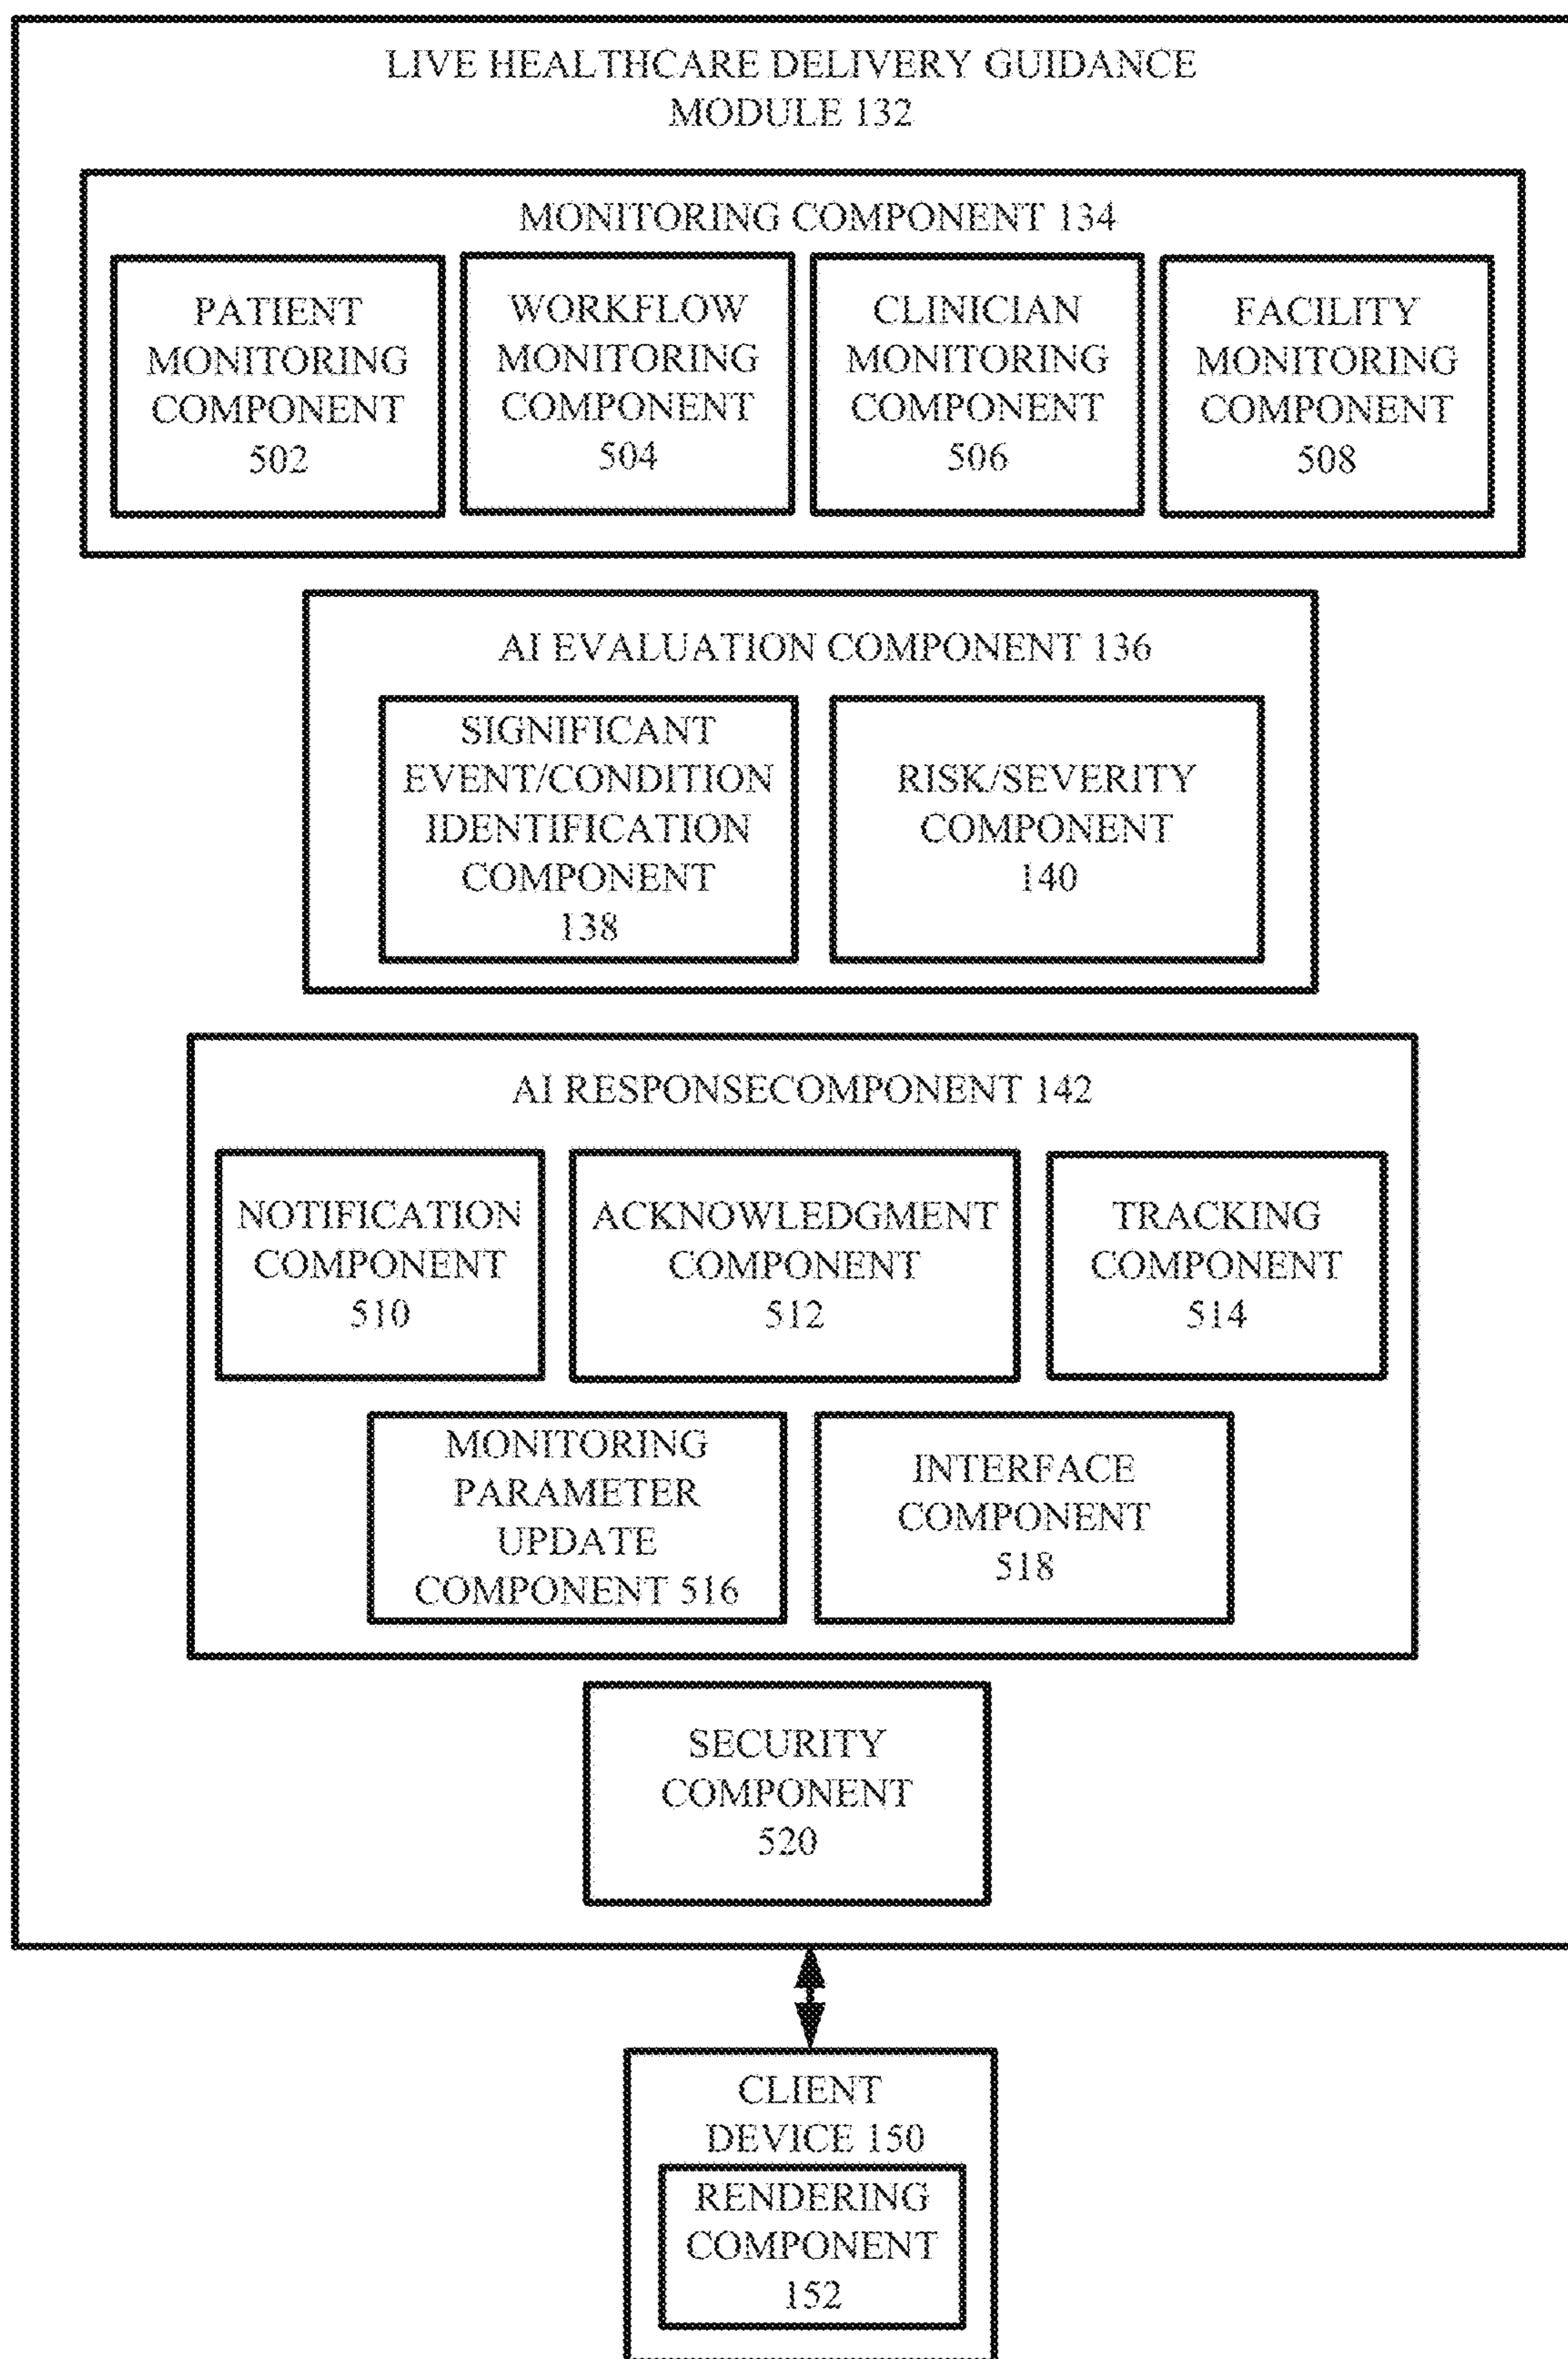 LIVE HEALTHCARE DELIVERY GUIDANCE
MODULE 132
MONITORING COMPONENT 134
PATIENT
MONITORING
COMPONENT
502
WORKFLOW
MONITORING
COMPONENT
504
CLINICIAN
MONITORING
COMPONENT
506
FACILITY
MONITORING
COMPONENT
508
AI EVALUATION COMPONENT 136
SIGNIFICANT
EVENT/CONDITION
IDENTIFICATION
COMPONENT
138
RISK/SEVERITY
COMPONENT
140
AI RESPONSECOMPONENT 142
NOTIFICATION
COMPONENT
510
ACKNOWLEDGMENT
COMPONENT
512
TRACKING
COMPONENT
514
MONITORING
PARAMETER
UPDATE
COMPONENT 516
INTERFACE
COMPONENT
518
SECURITY
COMPONENT
520
CLIENT
DEVICE 150
RENDERING
COMPONENT
152